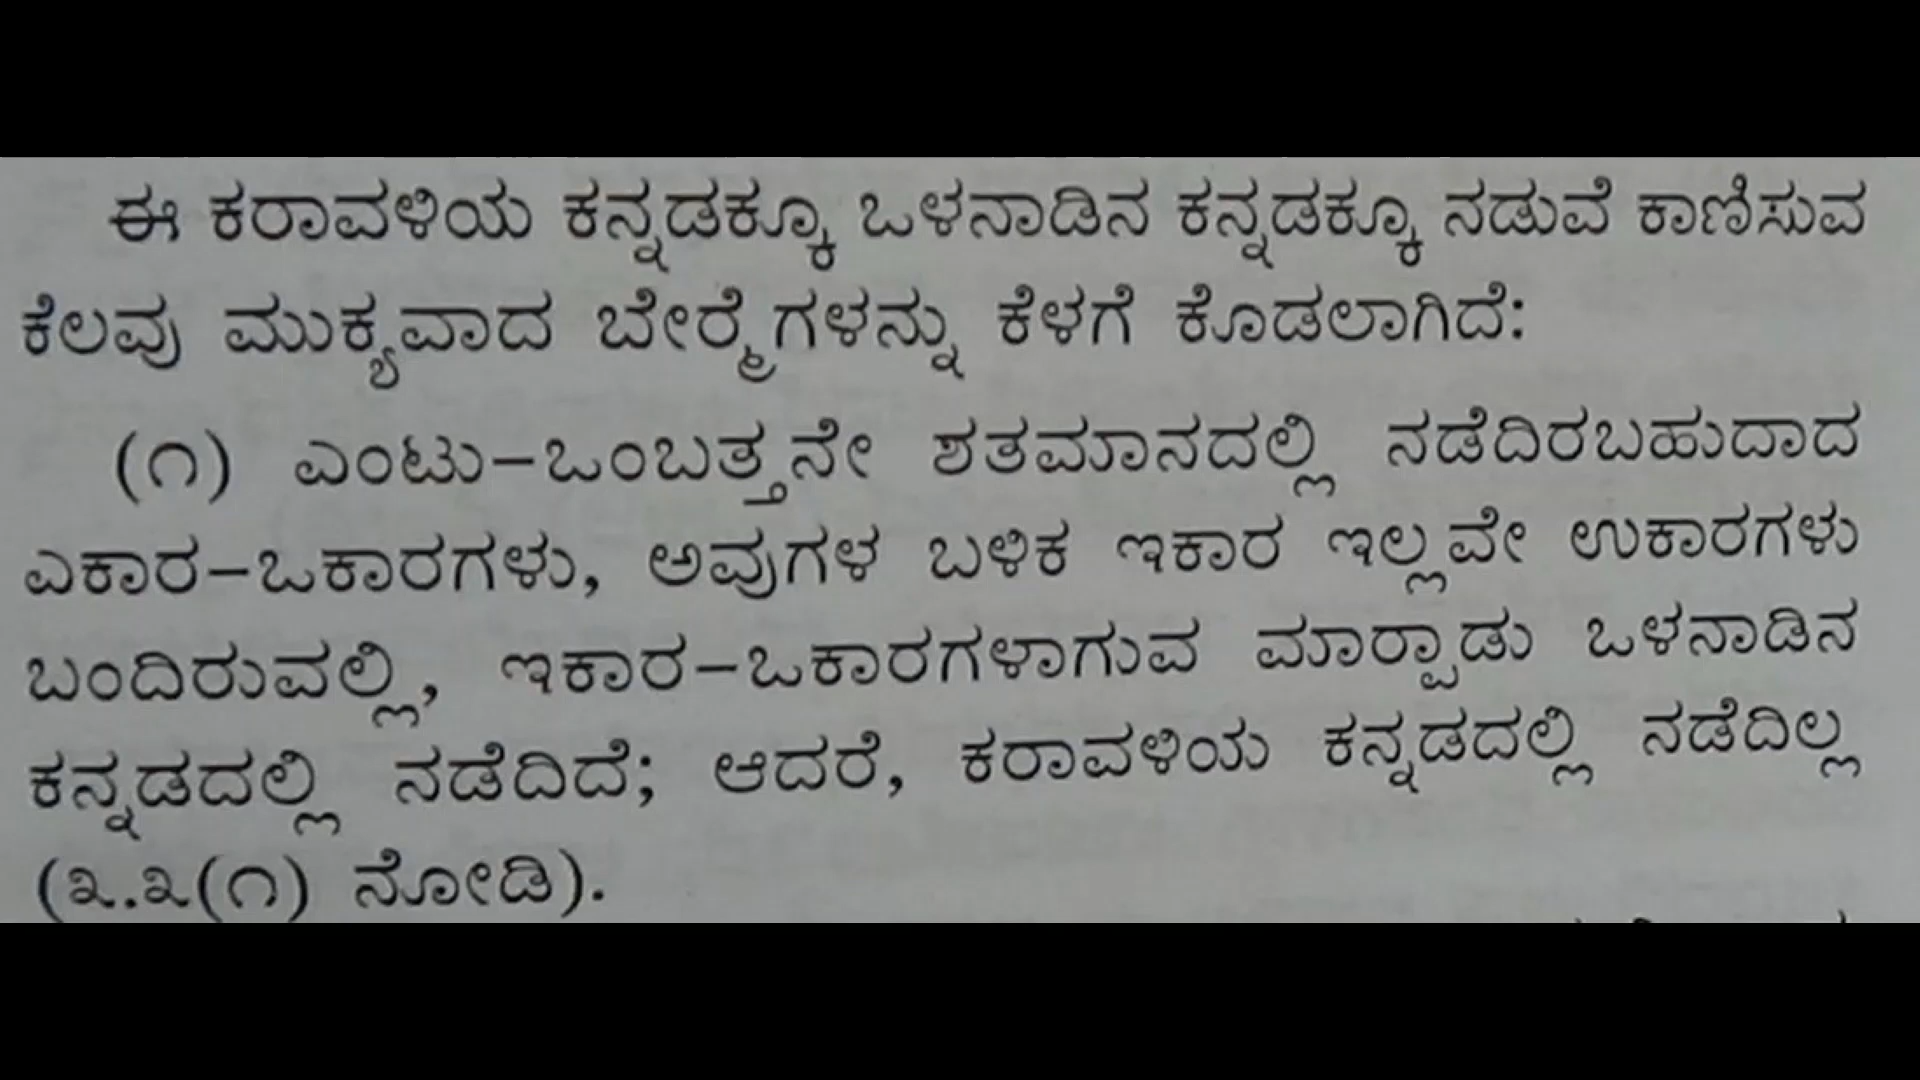 ಈ ಕರಾವಳಿಯ ಕನ್ನಡಕ್ಕೂ ಒಳನಾಡಿನ ಕನ್ನಡಕ್ಕೂ ನಡುವೆ ಕಾಣಿಸುವ
ಕೆಲವು ಮುಕ್ಯವಾದ ಬೇರ‍್ಮೆಗಳನ್ನು ಕೆಳಗೆ ಕೊಡಲಾಗಿದೆ:
(೧) ಎಂಟು-ಒಂಬತ್ತನೇ ಶತಮಾನದಲ್ಲಿ ನಡೆದಿರಬಹುದಾದ
ಎಕಾರ-ಒಕಾರಗಳು, ಅವುಗಳ ಬಳಿಕ ಇಕಾರ ಇಲ್ಲವೇ ಉಕಾರಗಳು
ಬಂದಿರುವಲ್ಲಿ, ಇಕಾರ-ಒಕಾರಗಳಾಗುವ ಮಾರ‍್ಪಾಡು ಒಳನಾಡಿನ
ಕನ್ನಡದಲ್ಲಿ ನಡೆದಿದೆ; ಆದರೆ, ಕರಾವಳಿಯ ಕನ್ನಡದಲ್ಲಿ ನಡೆದಿಲ್ಲ
(೩.೩(೧) ನೋಡಿ).